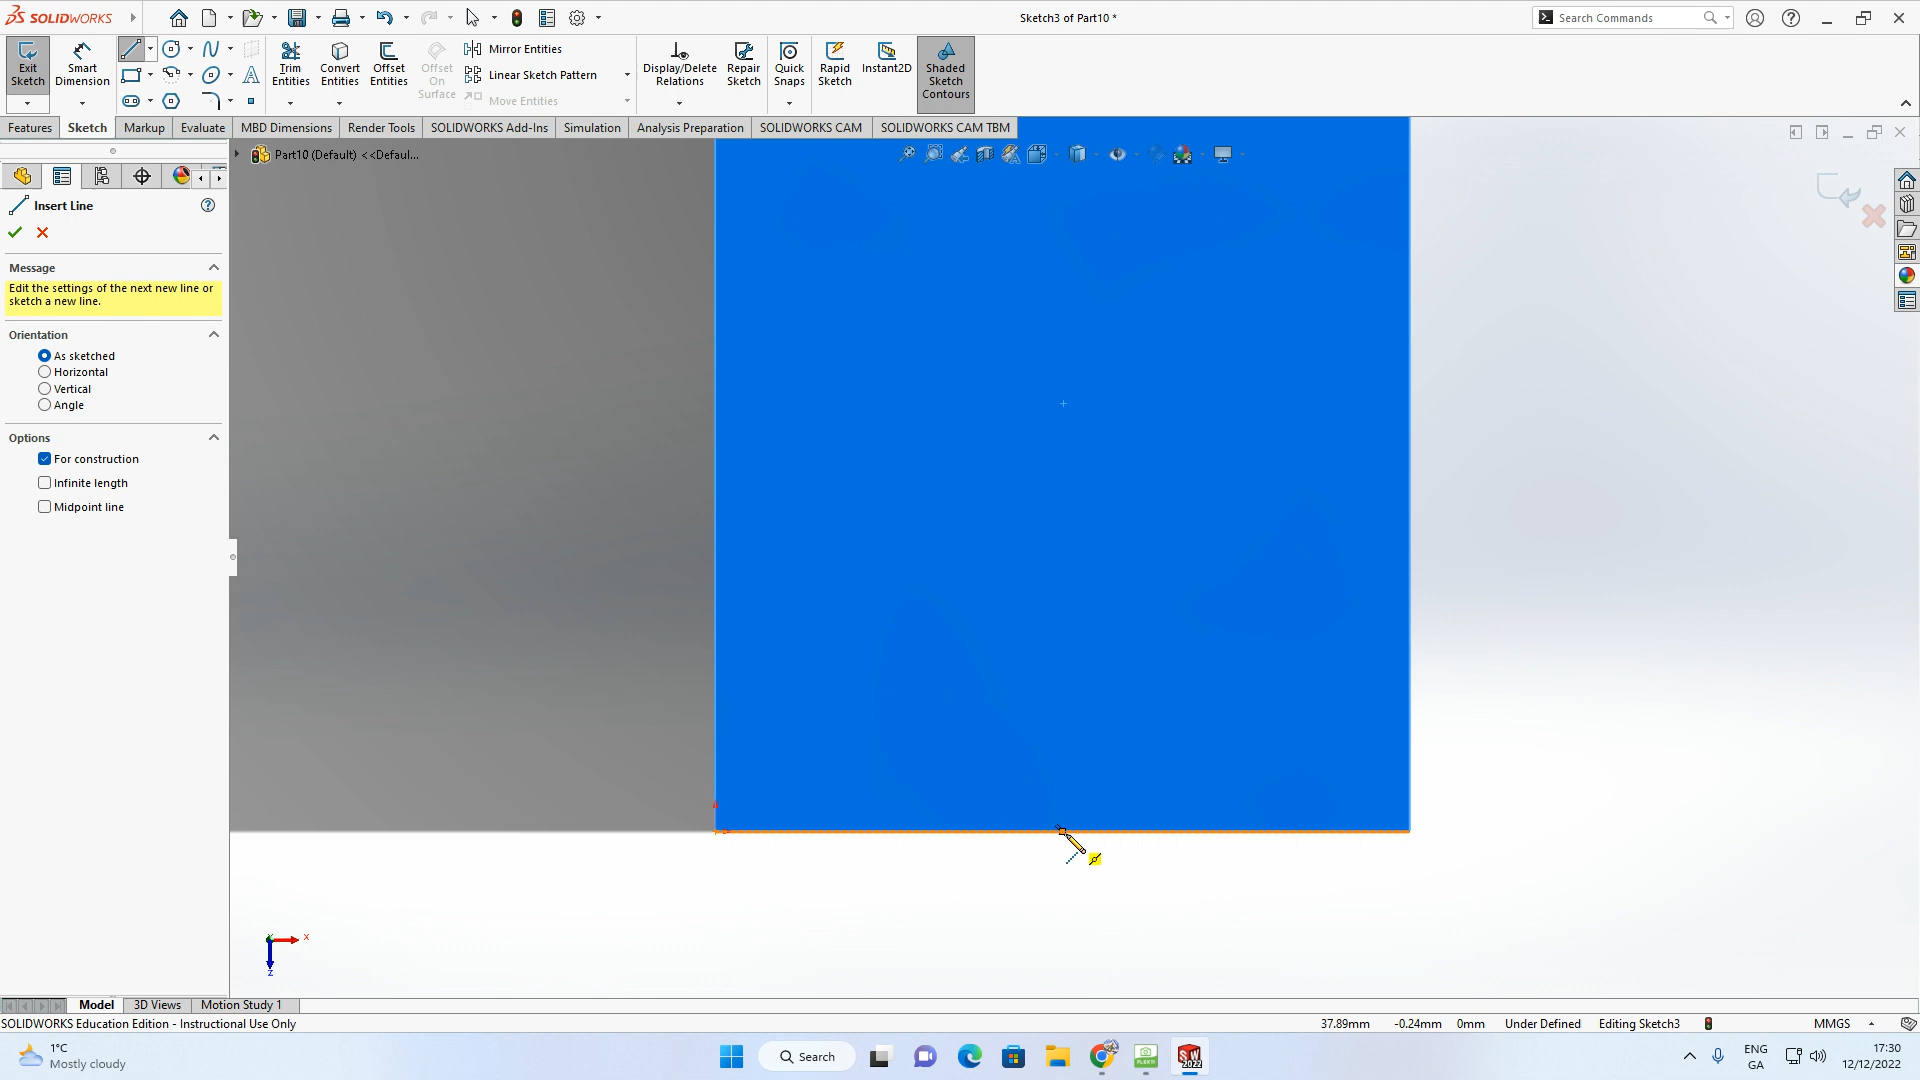 SOLIDWORKS
Sketch3 of Part10 *
Search Commands
Exit Sketch
Smart Dimension
Trim Entities
Convert Entities
Offset Entities
Offset On Surface
Mirror Entities
Linear Sketch Pattern
Move Entities
Display/Delete Relations
Repair Sketch
Quick Snaps
Rapid Sketch
Instant2D
Shaded Sketch Contours
Features
Sketch
Markup
Evaluate
MBD Dimensions
Render Tools
SOLIDWORKS Add-Ins
Simulation
Analysis Preparation
SOLIDWORKS CAM
SOLIDWORKS CAM TBM
Part10 (Default) <<Defaul...
Insert Line
Message
Edit the settings of the next new line or
sketch a new line.
Orientation
As sketched
Horizontal
Vertical
Angle
Options
For construction
Infinite length
Midpoint line
X
Y
Z
Model
3D Views
Motion Study 1
SOLIDWORKS Education Edition - Instructional Use Only
37.89mm
-0.24mm
0mm
Under Defined
Editing Sketch3
MMGS
1°C
Mostly cloudy
Search
SW
2022
ENG
GA
17:30
12/12/2022